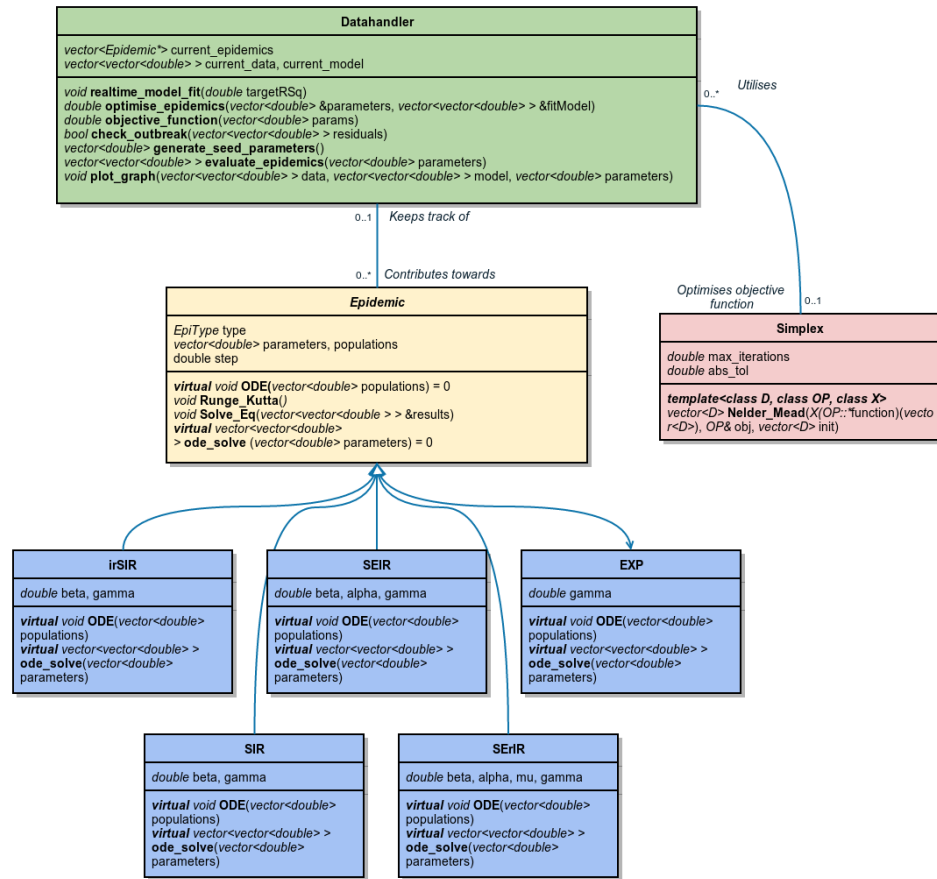 Datahandler
vector<Epidemic*> current_epidemics
vector<vector<double> > current_data, current_model
void realtime_model_fit(double targetRSq)
double optimise_epidemics(vector<double> &parameters, vector<vector<double> > &fitModel)
double objective_function(vector<double> params)
bool check_outbreak(vector<vector<double> > residuals)
vector<double> generate_seed_parameters()
vector<vector<double> > evaluate_epidemics(vector<double> parameters)
void plot_graph(vector<vector<double> > data, vector<vector<double> > model, vector<double> parameters)
Utilises
0..*
0..1
Keeps track of
0..*
Contributes towards
Optimises objective
function
0..1
Epidemic
EpiType type
vector<double> parameters, populations
double step
virtual void ODE(vector<double> populations) = 0
void Runge_Kutta()
void Solve_Eq(vector<vector<double > > &results)
virtual vector<vector<double>
> ode_solve (vector<double> parameters) = 0
Simplex
double max_iterations
double abs_tol
template<class D, class OP, class X>
vector<D> Nelder_Mead(X(OP::*function)(vecto
r<D>), OP& obj, vector<D> init)
irSIR
double beta, gamma
virtual void ODE(vector<double>
populations)
virtual vector<vector<double> >
ode_solve(vector<double>
parameters)
SEIR
double beta, alpha, gamma
virtual void ODE(vector<double>
populations)
virtual vector<vector<double> >
ode_solve(vector<double>
parameters)
EXP
double gamma
virtual void ODE(vector<double>
populations)
virtual vector<vector<double> >
ode_solve(vector<double>
parameters)
SIR
double beta, gamma
virtual void ODE(vector<double>
populations)
virtual vector<vector<double> >
ode_solve(vector<double>
parameters)
SErIR
double beta, alpha, mu, gamma
virtual void ODE(vector<double>
populations)
virtual vector<vector<double> >
ode_solve(vector<double>
parameters)